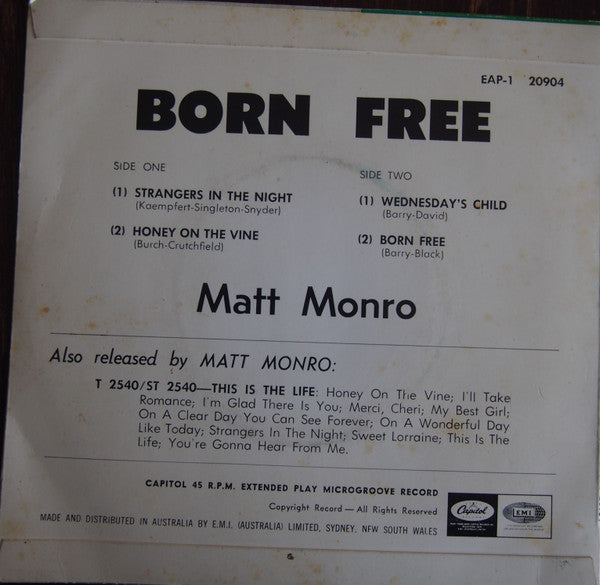 EAP-1 20904
BORN FREE
SIDE ONE
(1) STRANGERS IN THE NIGHT
(Kaempfert-Singleton-Snyder)
(2) HONEY ON THE VINE
(Burch-Crutchfield)
SIDE TWO
(1) WEDNESDAY'S CHILD
(Barry-David)
(2) BORN FREE
(Barry-Black)
Matt Monro
Also released by MATT MONRO:
T 2540/ST 2540—THIS IS THE LIFE: Honey On The Vine; I'll Take
Romance; I'm Glad There Is You; Merci, Cheri; My Best Girl;
On A Clear Day You Can See Forever; On A Wonderful Day
Like Today; Strangers In The Night; Sweet Lorraine; This Is The
Life; You're Gonna Hear From Me.
CAPITOL 45 R.P.M. EXTENDED PLAY MICROGROOVE RECORD
Copyright Record — All Rights Reserved
MADE AND DISTRIBUTED IN AUSTRALIA BY E.M.I. (AUSTRALIA) LIMITED, SYDNEY, NEW SOUTH WALES
Capitol
EMI